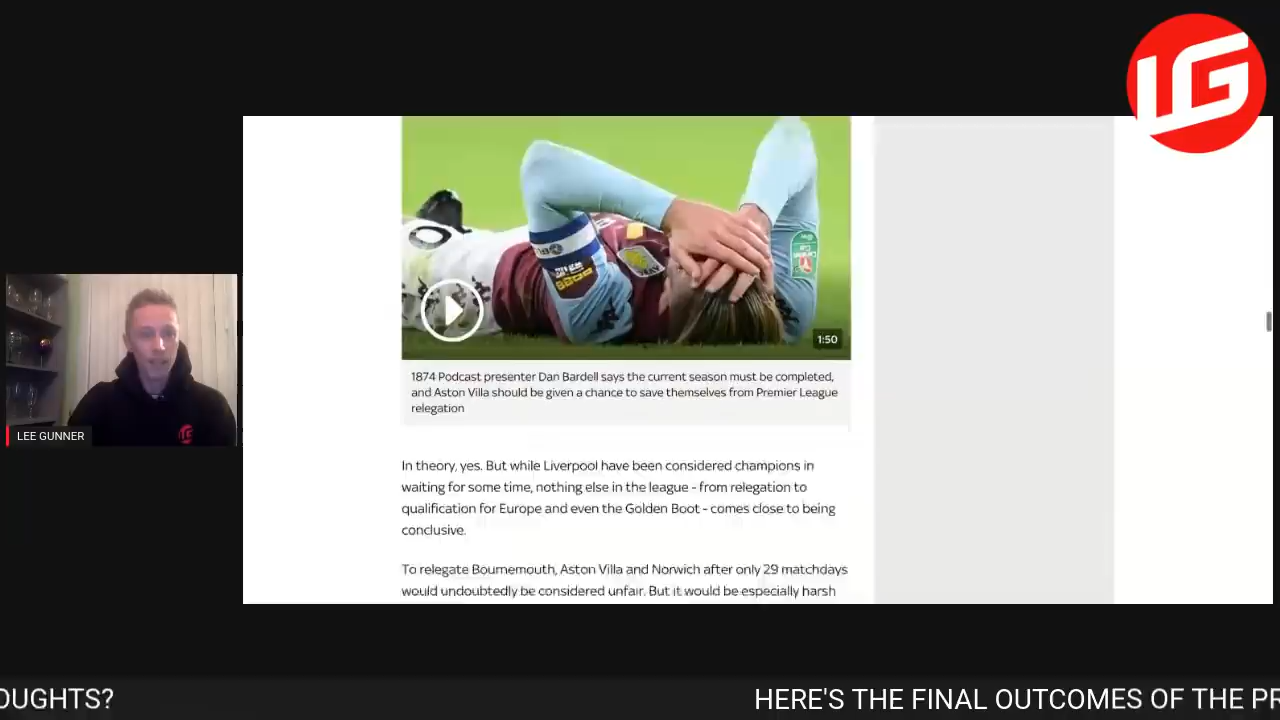 LG
1:50
1874 Podcast presenter Dan Bardell says the current season must be completed,
and Aston Villa should be given a chance to save themselves from Premier League
relegation
LEE GUNNER
In theory, yes. But while Liverpool have been considered champions in
waiting for some time, nothing else in the league - from relegation to
qualification for Europe and even the Golden Boot - comes close to being
conclusive.
To relegate Bournemouth, Aston Villa and Norwich after only 29 matchdays
would undoubtedly be considered unfair. But it would be especially harsh
OUGHTS?
HERE'S THE FINAL OUTCOMES OF THE PR